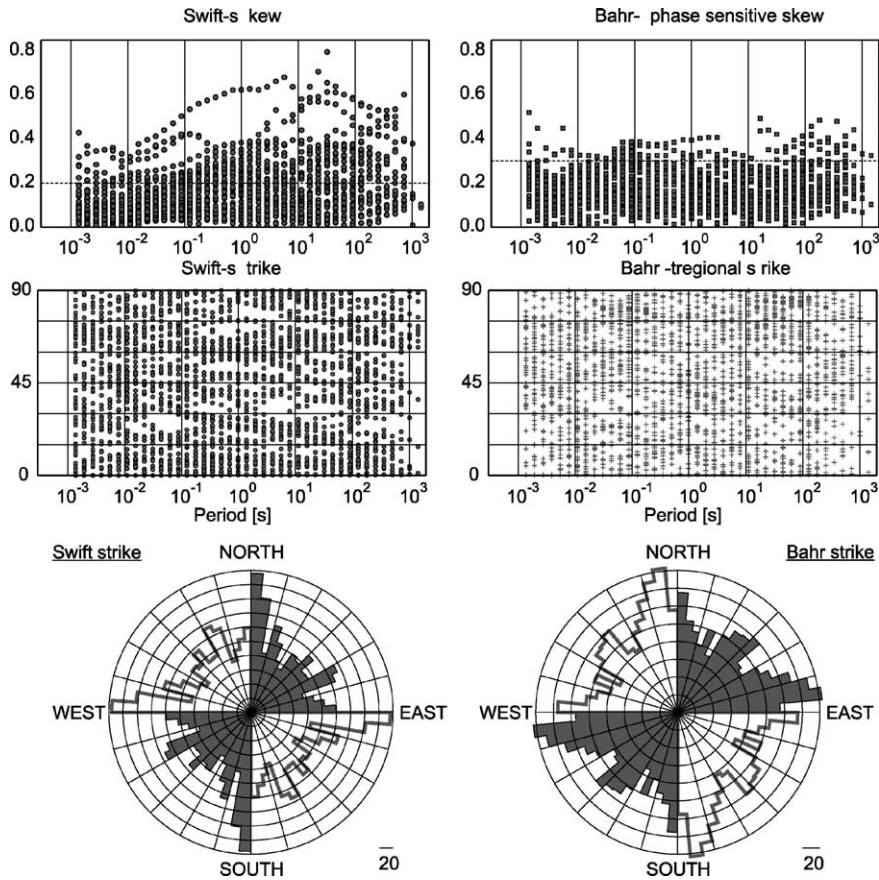 Swift-s kew
Bahr- phase sensitive skew
0.8
0.6
0.4
0.2
0.0
10-3 10-2 10-1 100 101 102 103
0.8
0.6
0.4
0.2
0.0
10-3 10-2 10-1 100 101 102 103
Swift-s trike
Bahr -tregional s rike
90
45
0
10-3 10-2 10-1 100 101 102 103
Period [s]
90
45
0
10-3 10-2 10-1 100 101 102 103
Period [s]
Swift strike
NORTH
WEST
EAST
SOUTH
20
NORTH
Bahr strike
WEST
EAST
SOUTH
20